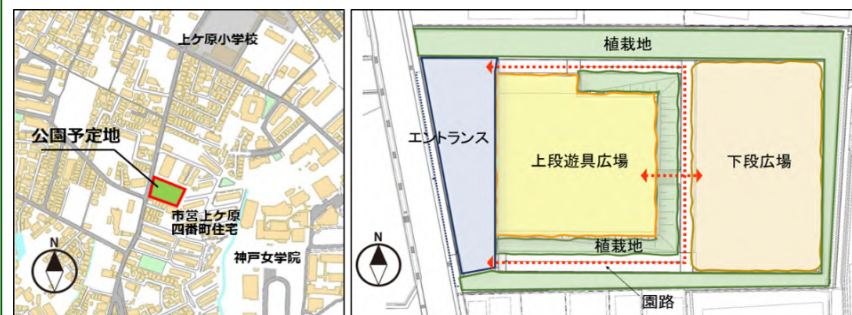 上ケ原小学校
公園予定地
市営上ケ原
四番町住宅
神戸女学院
N
植栽地
エントランス
上段遊具広場
下段広場
植栽地
園路
N